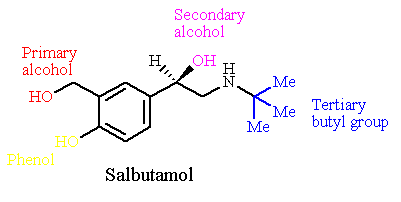 Secondary
alcohol
Primary
alcohol
H
OH
H
N
Me
HO
Me
Tertiary
butyl group
Me
HO
Phenol
Salbutamol